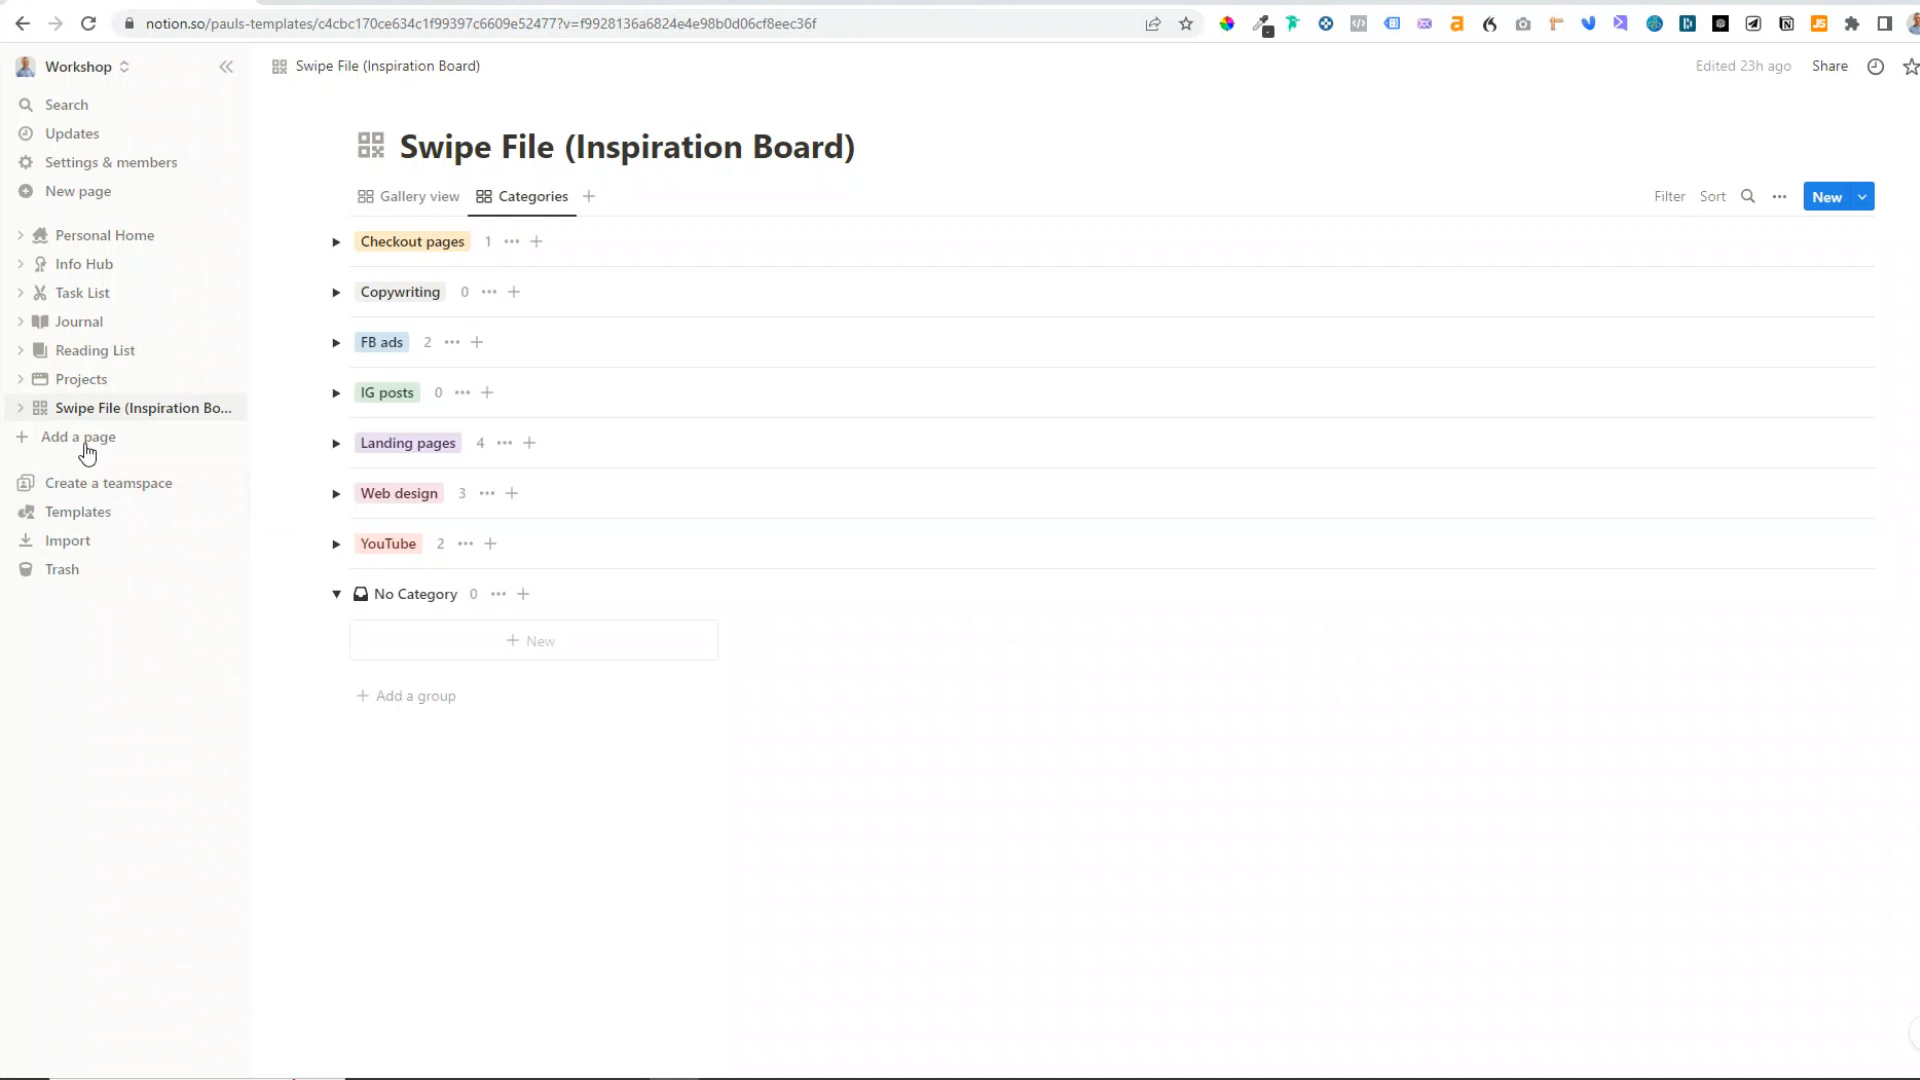 notion.so/pauls-templates/c4cbc170ce634c1f99397c6609e52477?v=f9928136a6824e4e98b0d06cf8eec36f
Workshop
Swipe File (Inspiration Board)
Edited 23h ago
Share
Search
Updates
Settings & members
New page
Personal Home
Info Hub
Task List
Journal
Reading List
Projects
Swipe File (Inspiration Bo...
Add a page
Create a teamspace
Templates
Import
Trash
Swipe File (Inspiration Board)
Gallery view
Categories
Filter
Sort
New
Checkout pages 1
Copywriting 0
FB ads 2
IG posts 0
Landing pages 4
Web design 3
YouTube 2
No Category 0
New
Add a group